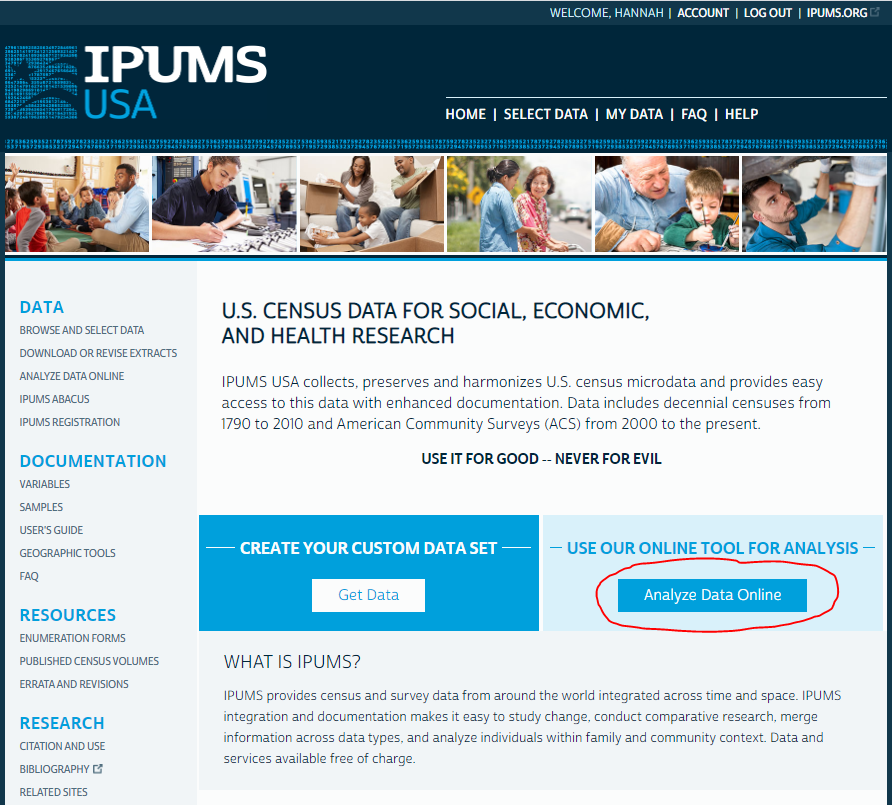 WELCOME, HANNAH | ACCOUNT | LOG OUT | IPUMS.ORG
IPUMS
USA
HOME | SELECT DATA | MY DATA | FAQ | HELP
DATA
BROWSE AND SELECT DATA
DOWNLOAD OR REVISE EXTRACTS
ANALYZE DATA ONLINE
IPUMS ABACUS
IPUMS REGISTRATION
DOCUMENTATION
VARIABLES
SAMPLES
USER'S GUIDE
GEOGRAPHIC TOOLS
FAQ
RESOURCES
ENUMERATION FORMS
PUBLISHED CENSUS VOLUMES
ERRATA AND REVISIONS
RESEARCH
CITATION AND USE
BIBLIOGRAPHY
RELATED SITES
U.S. CENSUS DATA FOR SOCIAL, ECONOMIC,
AND HEALTH RESEARCH
IPUMS USA collects, preserves and harmonizes U.S. census microdata and provides easy
access to this data with enhanced documentation. Data includes decennial censuses from
1790 to 2010 and American Community Surveys (ACS) from 2000 to the present.
USE IT FOR GOOD -- NEVER FOR EVIL
CREATE YOUR CUSTOM DATA SET
Get Data
USE OUR ONLINE TOOL FOR ANALYSIS
Analyze Data Online
WHAT IS IPUMS?
IPUMS provides census and survey data from around the world integrated across time and space. IPUMS
integration and documentation makes it easy to study change, conduct comparative research, merge
information across data types, and analyze individuals within family and community context. Data and
services available free of charge.